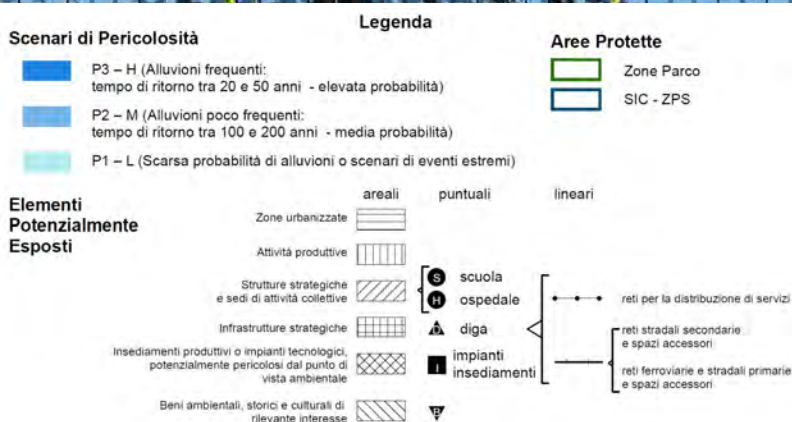 Legenda
Scenari di Pericolosità
P3 – H (Alluvioni frequenti:
tempo di ritorno tra 20 e 50 anni - elevata probabilità)
P2 – M (Alluvioni poco frequenti:
tempo di ritorno tra 100 e 200 anni - media probabilità)
P1 – L (Scarsa probabilità di alluvioni o scenari di eventi estremi)
Aree Protette
Zone Parco
SIC - ZPS
Elementi
Potenzialmente
Esposti
areali
puntuali
lineari
Zone urbanizzate
Attività produttive
Strutture strategiche
e sedi di attività collettive
S scuola
H ospedale
Infrastrutture strategiche
D diga
Insediamenti produttivi o impianti tecnologici,
potenzialmente pericolosi dal punto di
vista ambientale
I impianti
insediamenti
Beni ambientali, storici e culturali di
rilevante interesse
B
reti per la distribuzione di servizi
reti stradali secondarie
e spazi accessori
reti ferroviarie e stradali primarie
e spazi accessori